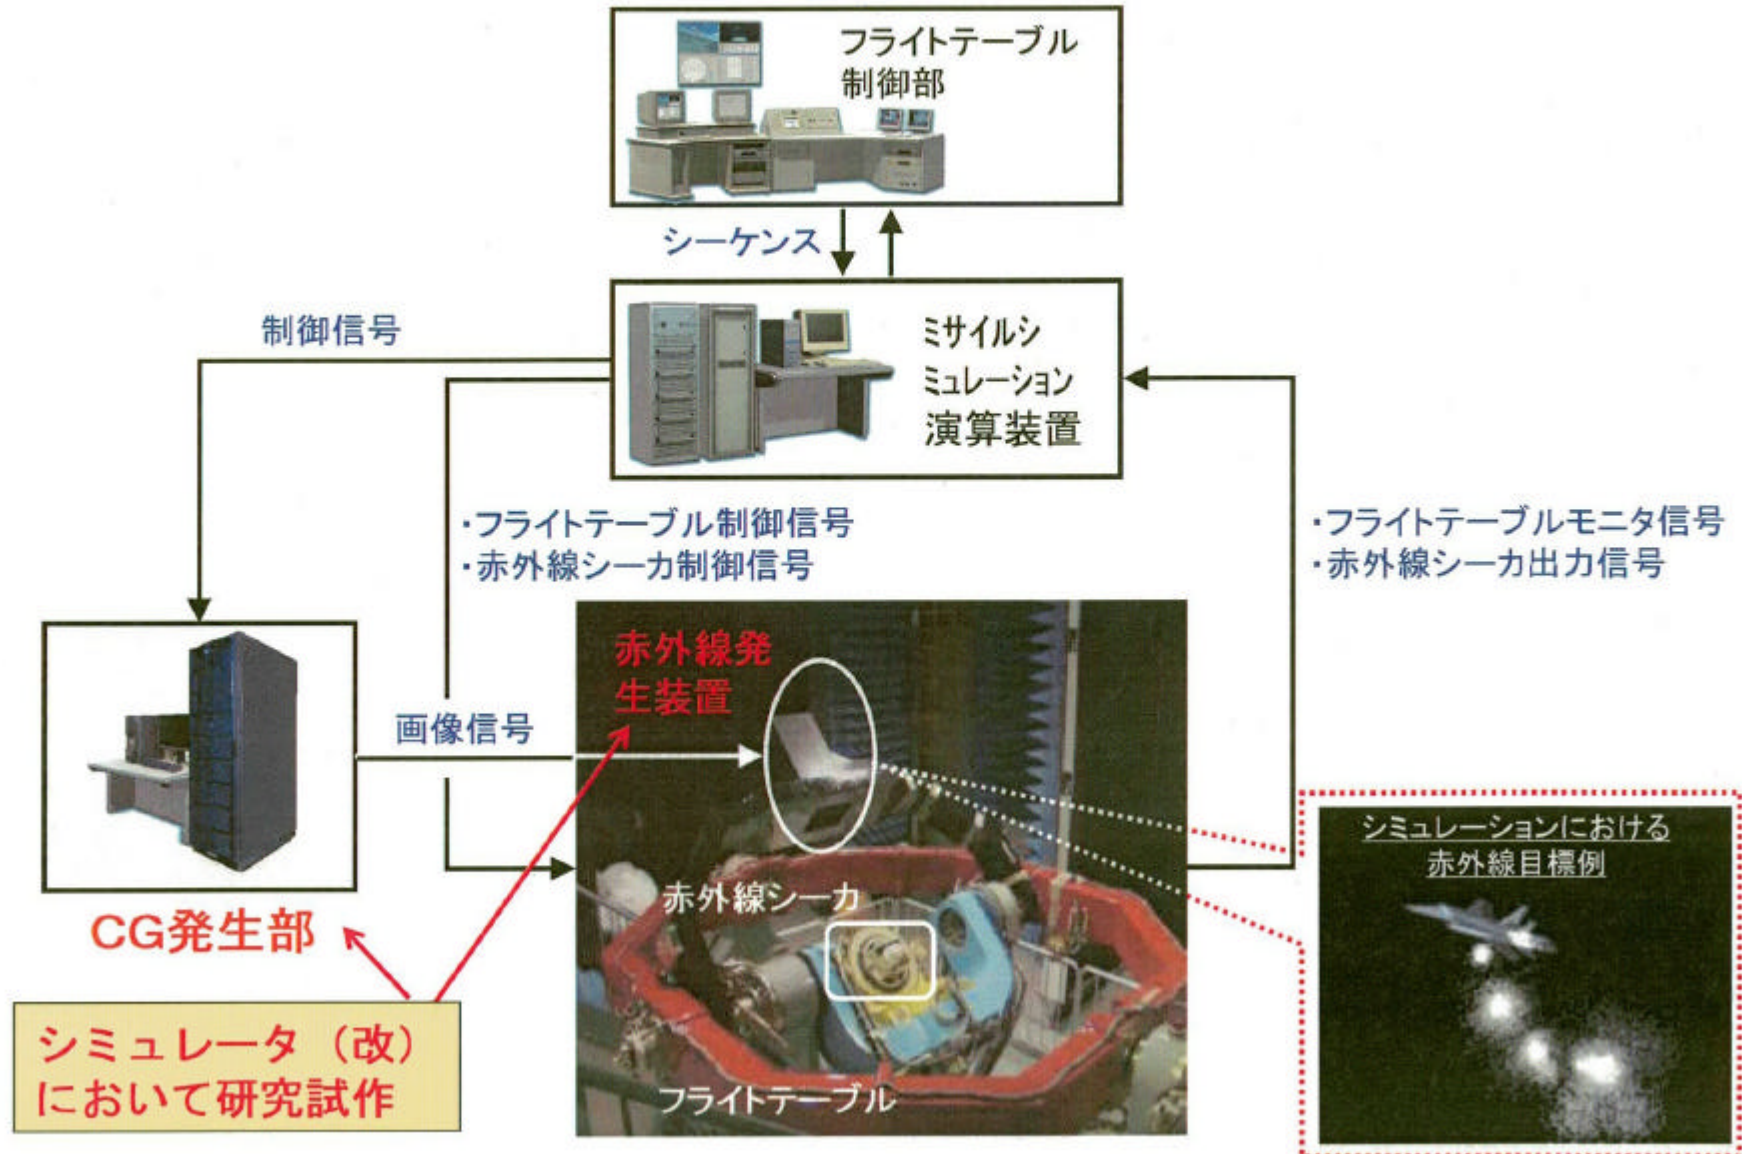 フライトテーブル
制御部
シーケンス
制御信号
ミサイルシ
ミュレーション
演算装置
・フライトテーブル制御信号
・赤外線シーカ制御信号
・フライトテーブルモニタ信号
・赤外線シーカ出力信号
赤外線発
生装置
画像信号
シミュレーションにおける
赤外線目標例
赤外線シーカ
CG発生部
シミュレータ（改）
において研究試作
フライトテーブル